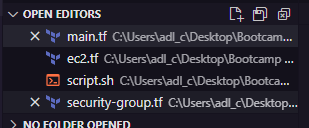 OPEN EDITORS
main.tf C:\Users\adl_c\Desktop\Bootcam...
ec2.tf C:\Users\adl_c\Desktop\Bootcamp ...
script.sh C:\Users\adl_c\Desktop\Bootca...
security-group.tf C:\Users\adl_c\Desktop...
NO FOLDER OPENED